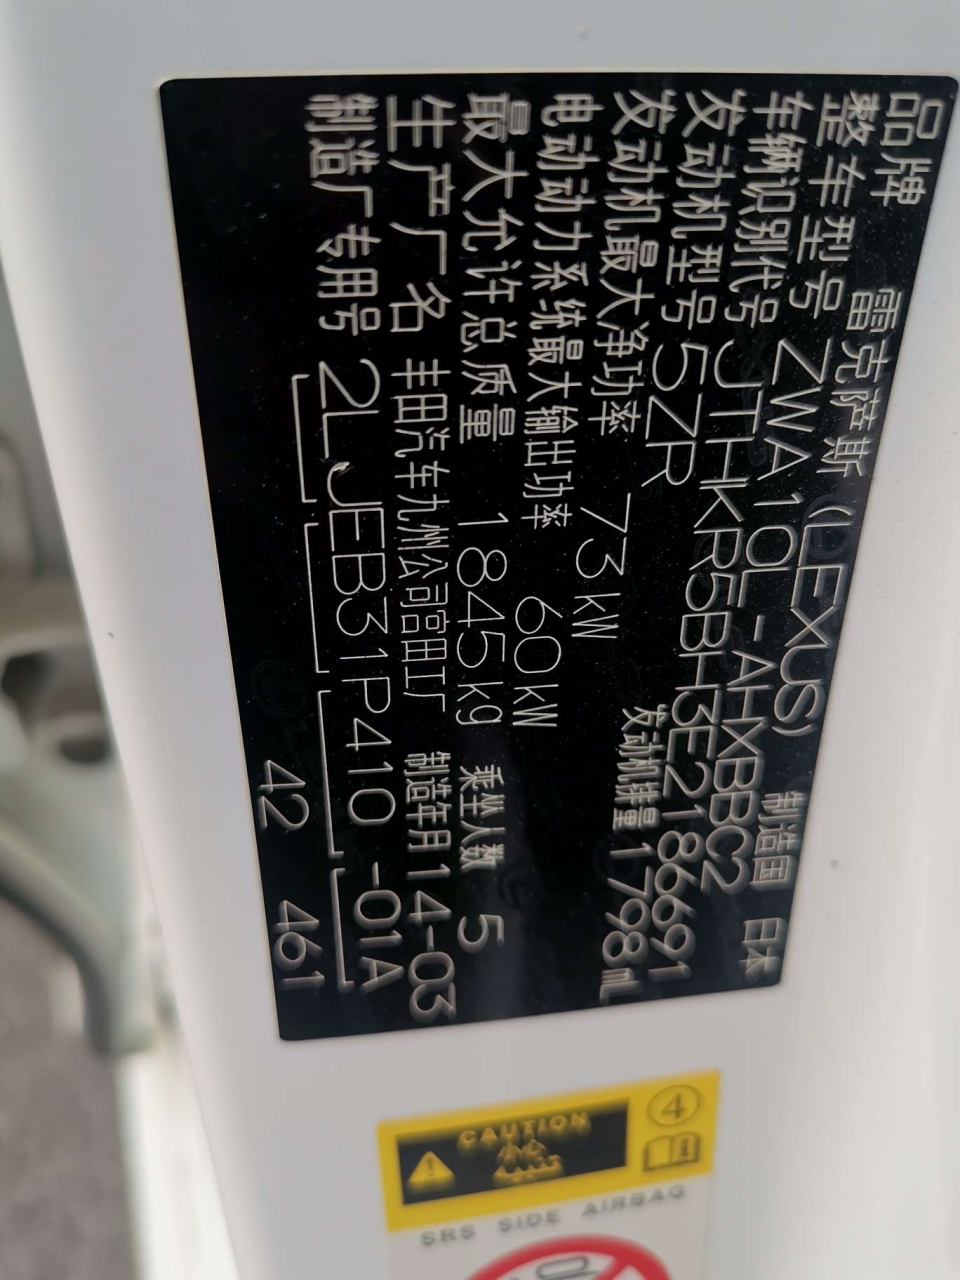 品牌 雷克萨斯 (LEXUS) 制造国 日本
整车型号 ZWA10L-AHXBBC2
车辆识别代号 JTHKR5BH3E2186691
发动机型号 5ZR
发动机最大净功率 73kW 发动机排量 1798mL
电动动力系统最大输出功率 60kW
最大允许总质量 1845kg 乘坐人数 5
生产厂名 丰田汽车九州公司宫田工厂 制造年月 14-03
制造厂专用号 2LJEB31P410-01A
42 461
4
CAUTION
小心
SRS SIDE AIRBAG